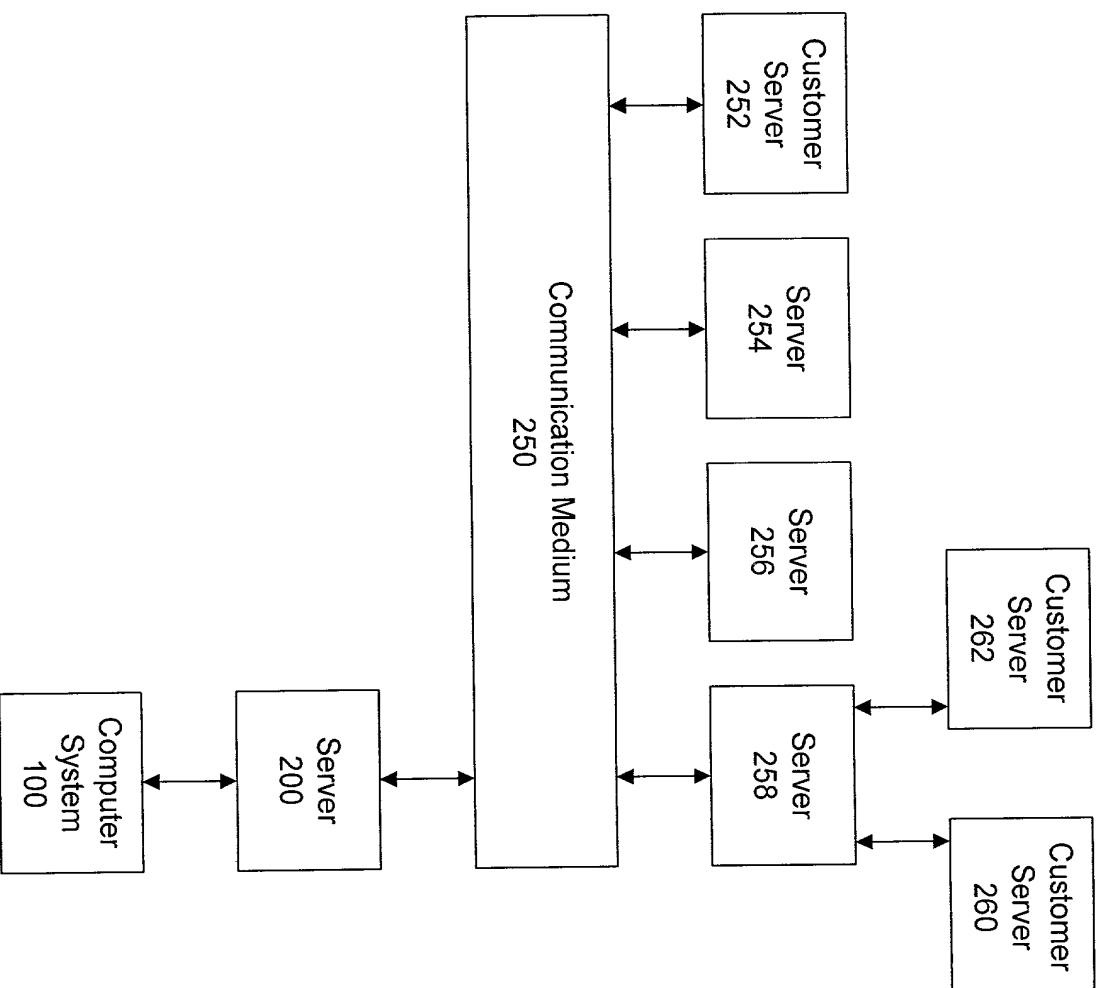 Customer
Server
262
Customer
Server
260
Customer
Server
252
Server
254
Server
256
Server
258
Communication Medium
250
Server
200
Computer
System
100